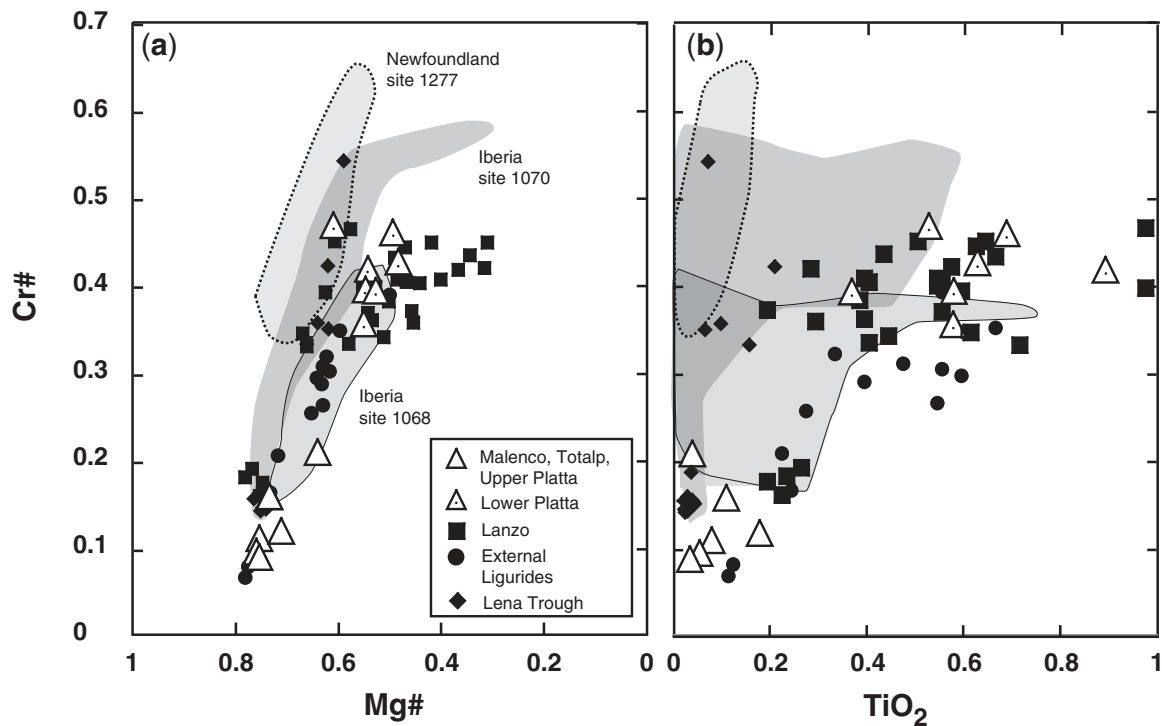 0.7
0.6
0.5
0.4
0.3
0.2
0.1
0
Cr#
(a)
Newfoundland
site 1277
Iberia
site 1070
Iberia
site 1068
Malenco, Totalp,
Upper Platta
Lower Platta
Lanzo
External
Ligurides
Lena Trough
1
0.8
0.6
0.4
0.2
0
Mg#
(b)
0
0.2
0.4
0.6
0.8
1
TiO2